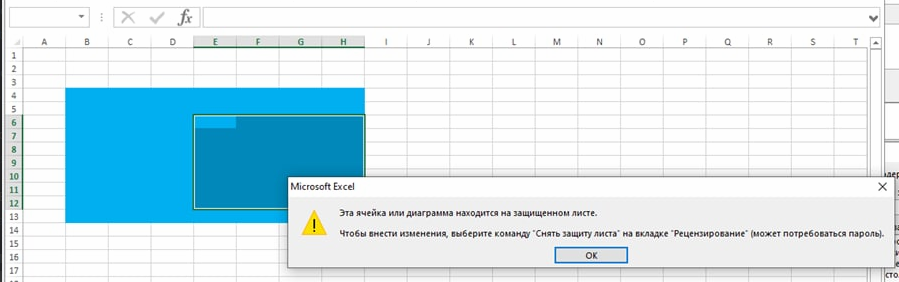 fx
A B C D E F G H I J K L M N O P Q R S T
1
2
3
4
5
6
7
8
9
10
11
12
13
14
15
16
17
Microsoft Excel
Эта ячейка или диаграмма находится на защищенном листе.
Чтобы внести изменения, выберите команду "Снять защиту листа" на вкладке "Рецензирование" (может потребоваться пароль).
ОК